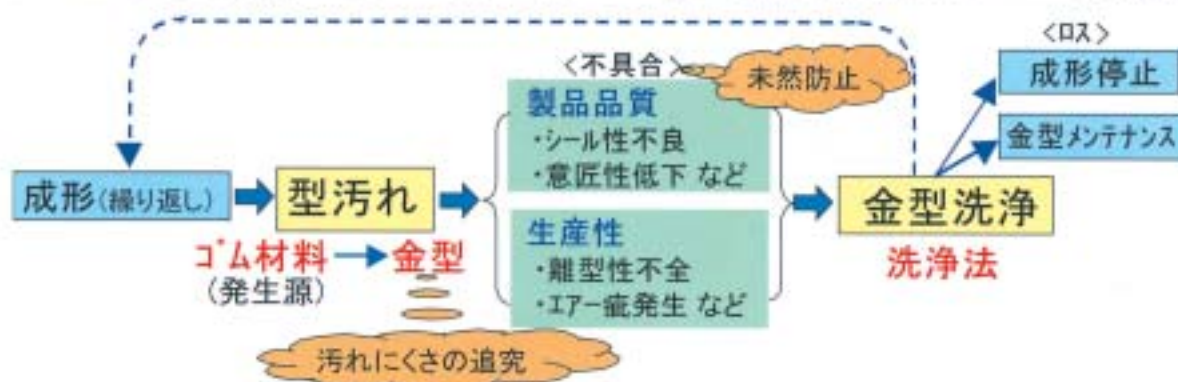 <ロス>
成形停止
金型メンテナンス
<不具合>
未然防止
製品品質
・シール性不良
・意匠性低下 など
成形(繰り返し)
型汚れ
金型洗浄
生産性
・離型性不全
・エアー疵発生 など
ゴム材料
金型
洗浄法
(発生源)
汚れにくさの追究